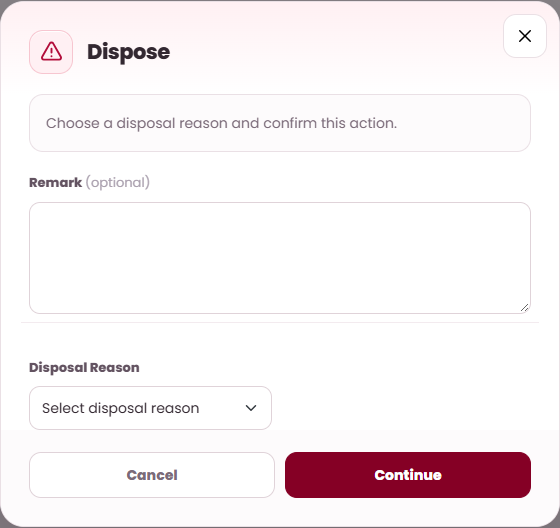 Dispose
Choose a disposal reason and confirm this action.
Remark (optional)
Disposal Reason
Select disposal reason
Cancel
Continue